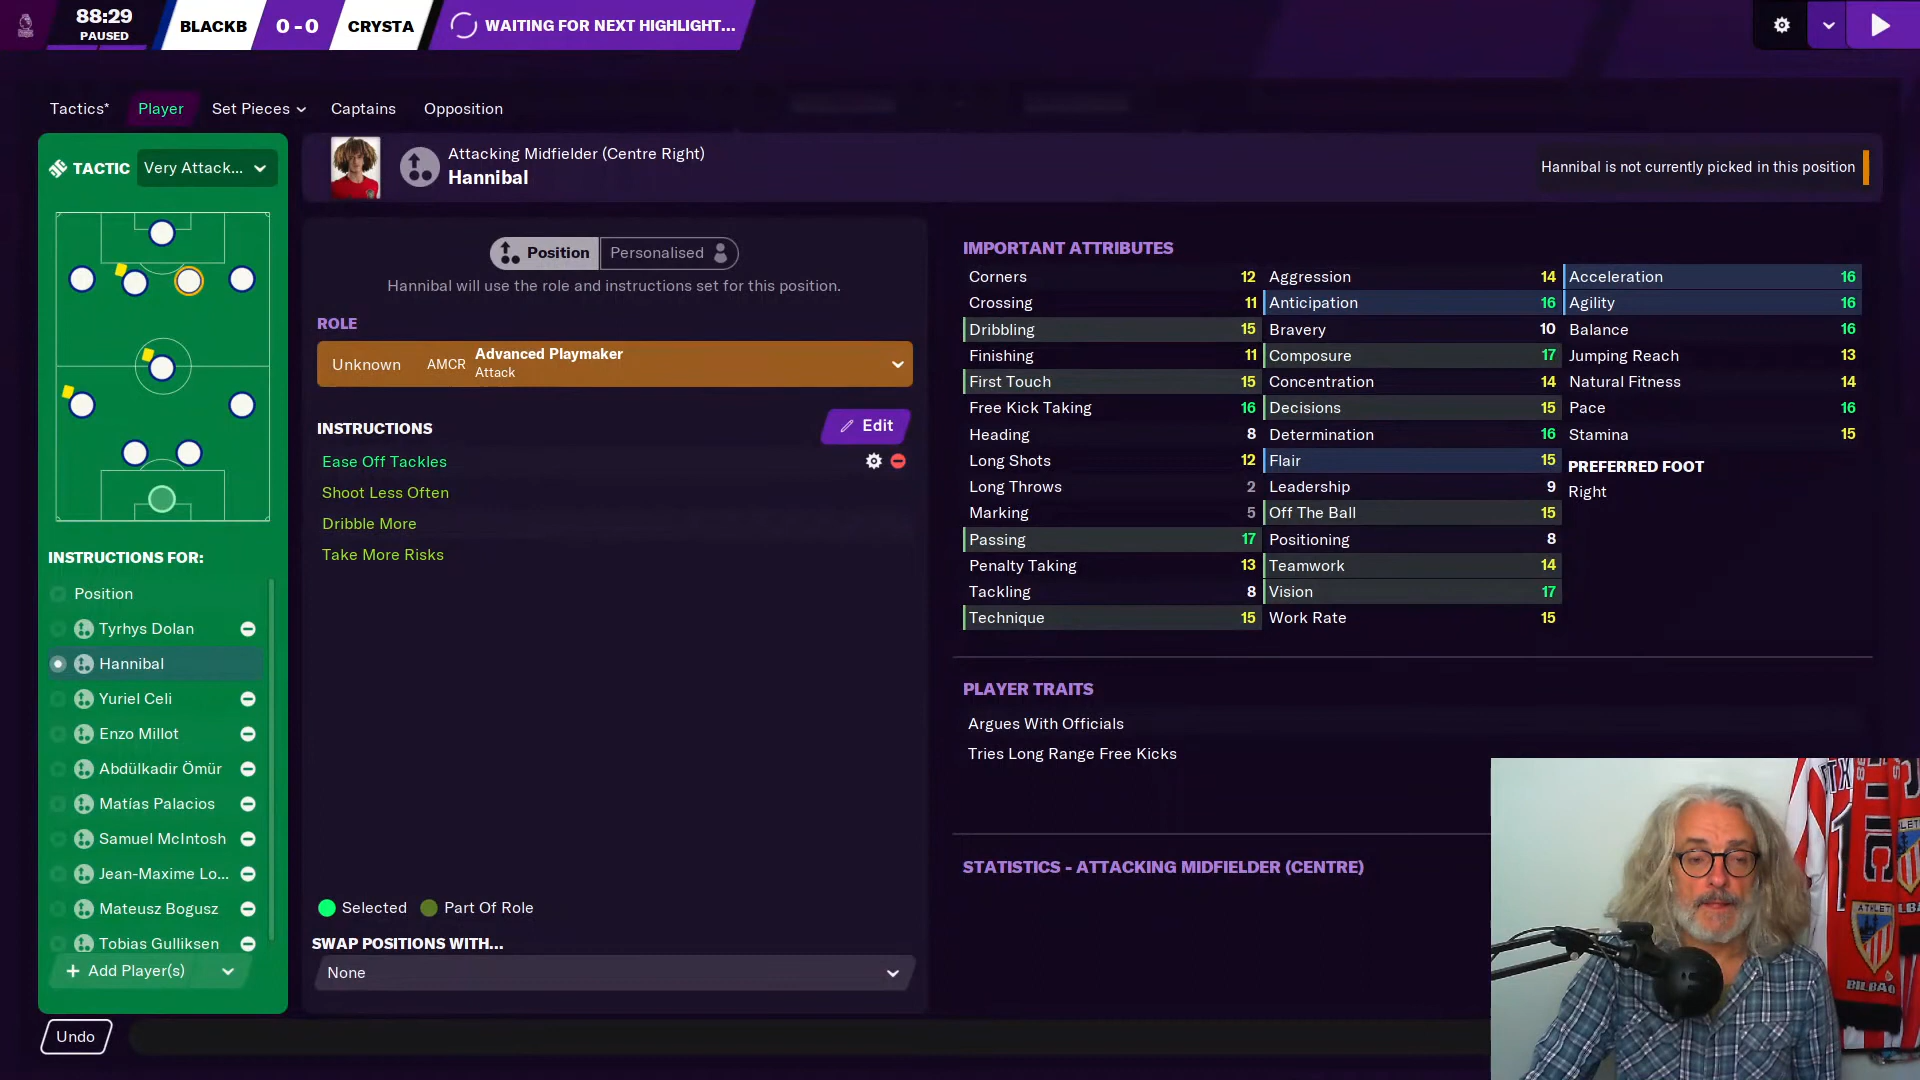 88:29
PAUSED
BLACKB 0 - 0 CRYSTA
WAITING FOR NEXT HIGHLIGHT...
Tactics* Player Set Pieces Captains Opposition
TACTIC Very Attack...
Attacking Midfielder (Centre Right)
Hannibal
Hannibal is not currently picked in this position
Position Personalised
Hannibal will use the role and instructions set for this position.
ROLE
Unknown AMCR Advanced Playmaker
Attack
INSTRUCTIONS Edit
Ease Off Tackles
Shoot Less Often
Dribble More
Take More Risks
Selected Part Of Role
SWAP POSITIONS WITH...
None
INSTRUCTIONS FOR:
Position
Tyrhys Dolan
Hannibal
Yuriel Celi
Enzo Millot
Abdülkadir Ömür
Matías Palacios
Samuel McIntosh
Jean-Maxime Lo...
Mateusz Bogusz
Tobias Gulliksen
+ Add Player(s)
Undo
IMPORTANT ATTRIBUTES
Corners 12 Aggression 14 Acceleration 16
Crossing 11 Anticipation 16 Agility 16
Dribbling 15 Bravery 10 Balance 16
Finishing 11 Composure 17 Jumping Reach 13
First Touch 15 Concentration 14 Natural Fitness 14
Free Kick Taking 16 Decisions 15 Pace 16
Heading 8 Determination 16 Stamina 15
Long Shots 12 Flair 15 PREFERRED FOOT
Long Throws 2 Leadership 9 Right
Marking 5 Off The Ball 15
Passing 17 Positioning 8
Penalty Taking 13 Teamwork 14
Tackling 8 Vision 17
Technique 15 Work Rate 15
PLAYER TRAITS
Argues With Officials
Tries Long Range Free Kicks
STATISTICS - ATTACKING MIDFIELDER (CENTRE)
ATHLET
BILBAO